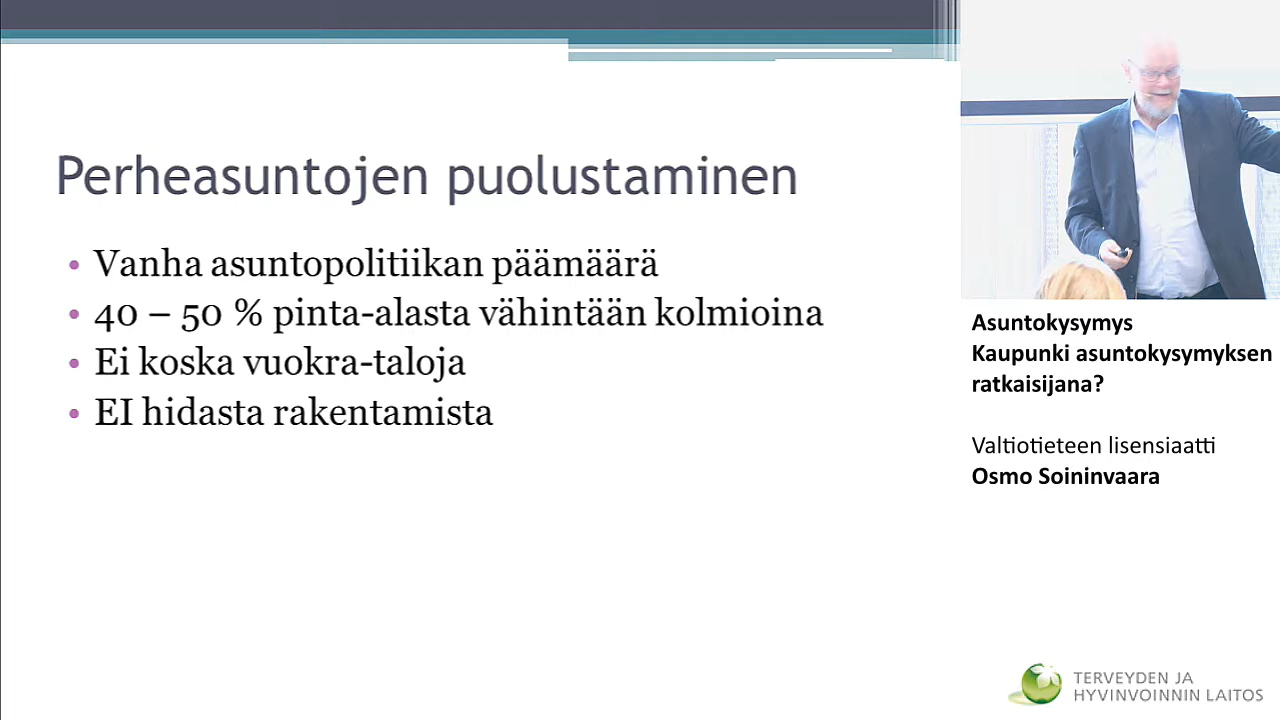 Perheasuntojen puolustaminen
• Vanha asuntopolitiikan päämäärä
• 40 – 50 % pinta-alasta vähintään kolmioina
• Ei koska vuokra-taloja
• EI hidasta rakentamista
Asuntokysymys
Kaupunki asuntokysymyksen
ratkaisijana?
Valtiotieteen lisensiaatti
Osmo Soininvaara
TERVEYDEN JA
HYVINVOINNIN LAITOS